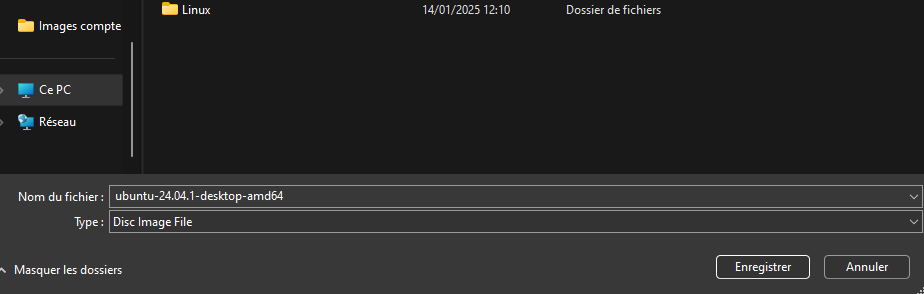 Linux 14/01/2025 12:10 Dossier de fichiers
Images compte
Ce PC
Réseau
Nom du fichier : ubuntu-24.04.1-desktop-amd64
Type : Disc Image File
Masquer les dossiers Enregistrer Annuler